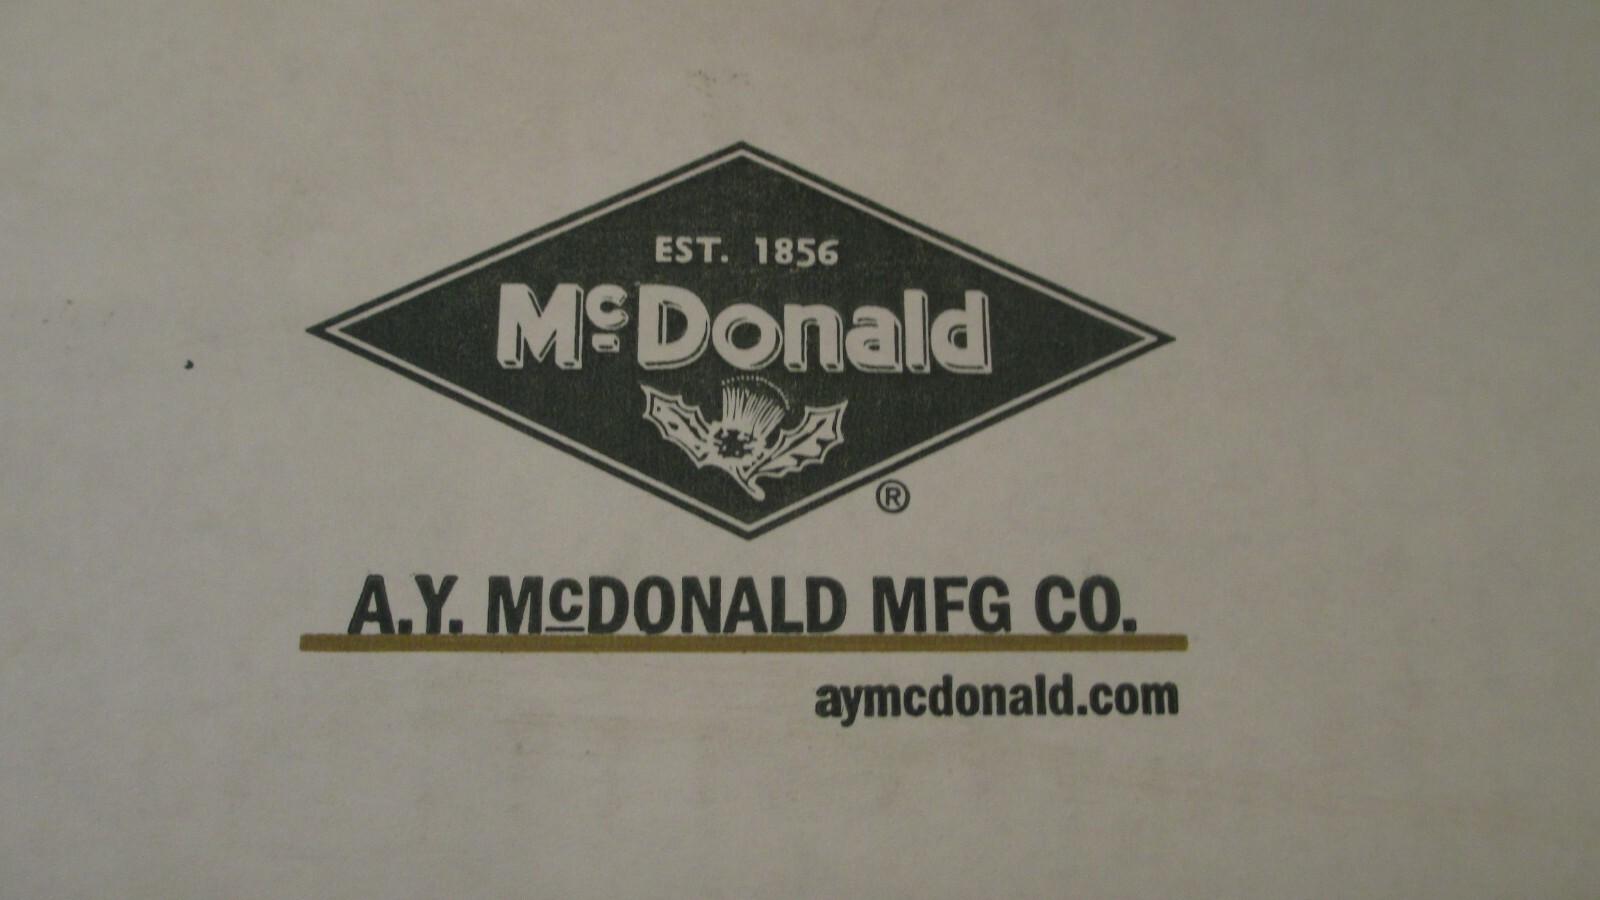 EST. 1856
McDonald
®
A.Y. McDONALD MFG CO.
aymcdonald.com